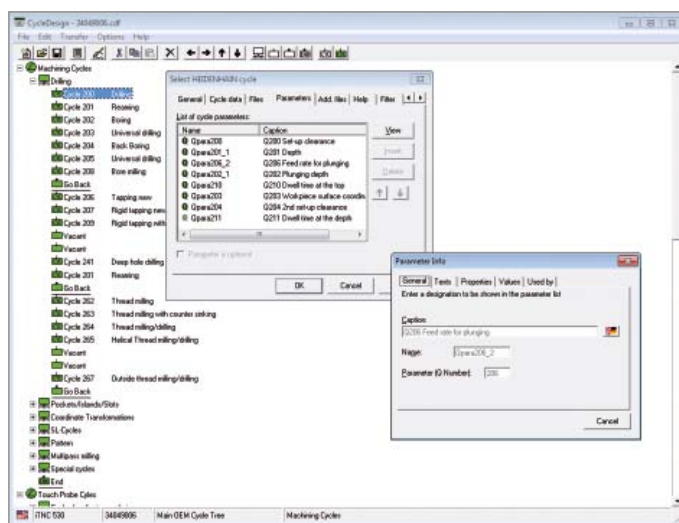 CycleDesign - 34049006.cdf
File Edit Transfer Options Help
Machining Cycles
Drilling
Cycle 200 Drilling
Cycle 201 Reaming
Cycle 202 Boring
Cycle 203 Universal drilling
Cycle 204 Back Boring
Cycle 205 Universal drilling
Cycle 208 Bore milling
Go Back
Cycle 206 Tapping new
Cycle 207 Rigid tapping new
Cycle 209 Rigid tapping with
Vacant
Vacant
Cycle 241 Deep hole drilling
Cycle 201 Reaming
Go Back
Cycle 262 Thread milling
Cycle 263 Thread milling with counter sinking
Cycle 264 Thread milling/drilling
Cycle 265 Helical Thread milling/drilling
Vacant
Vacant
Cycle 267 Outside thread milling/drilling
Go Back
Pockets/Islands/Slots
Coordinate Transformations
SL-Cycles
Pattern
Multipass milling
Special cycles
End
Touch Probe Cycles
Select HEIDENHAIN cycle
General Cycle data Files Parameters Add. files Help Filter
List of cycle parameters:
Name Caption
Qpara200 Q200 Set-up clearance
Qpara201_1 Q201 Depth
Qpara206_2 Q206 Feed rate for plunging
Qpara202_1 Q202 Plunging depth
Qpara210 Q210 Dwell time at the top
Qpara203 Q203 Workpiece surface coordin
Qpara204 Q204 2nd set-up clearance
Qpara211 Q211 Dwell time at the depth
View
Insert
Delete
Parameter is optional
OK Cancel
Parameter Info
General Texts Properties Values Used by
Enter a designation to be shown in the parameter list
Caption:
Q206 Feed rate for plunging
Name: Qpara206_2
Parameter (Q Number): 206
Cancel
iTNC 530 34049006 Main OEM Cycle Tree Machining Cycles